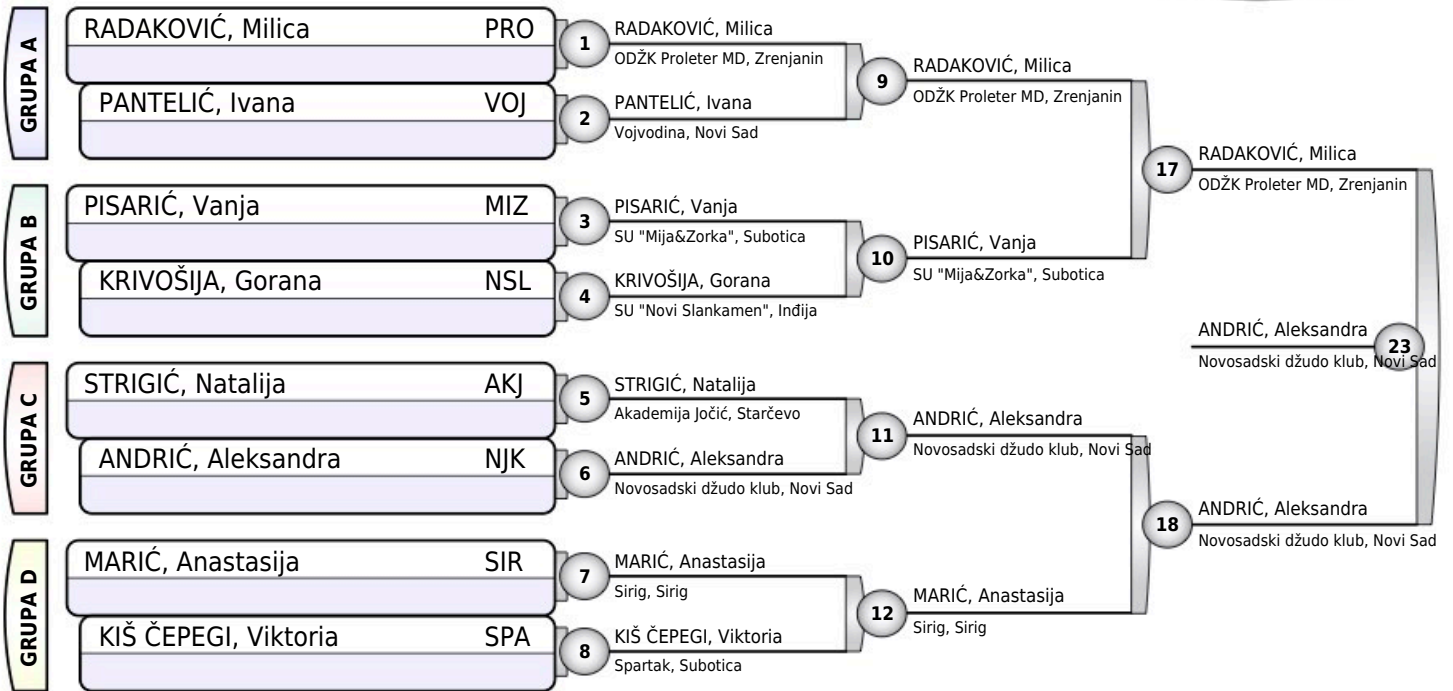 GRUPA A
RADAKOVIĆ, Milica PRO
PANTELIĆ, Ivana VOJ
1
RADAKOVIĆ, Milica
ODŽK Proleter MD, Zrenjanin
2
PANTELIĆ, Ivana
Vojvodina, Novi Sad
9
RADAKOVIĆ, Milica
ODŽK Proleter MD, Zrenjanin
GRUPA B
PISARIĆ, Vanja MIZ
KRIVOŠIJA, Gorana NSL
3
PISARIĆ, Vanja
SU "Mija&Zorka", Subotica
4
KRIVOŠIJA, Gorana
SU "Novi Slankamen", Inđija
10
PISARIĆ, Vanja
SU "Mija&Zorka", Subotica
17
RADAKOVIĆ, Milica
ODŽK Proleter MD, Zrenjanin
GRUPA C
STRIGIĆ, Natalija AKJ
ANDRIĆ, Aleksandra NJK
5
STRIGIĆ, Natalija
Akademija Jočić, Starčevo
6
ANDRIĆ, Aleksandra
Novosadski džudo klub, Novi Sad
11
ANDRIĆ, Aleksandra
Novosadski džudo klub, Novi Sad
GRUPA D
MARIĆ, Anastasija SIR
KIŠ ČEPEGI, Viktoria SPA
7
MARIĆ, Anastasija
Sirig, Sirig
8
KIŠ ČEPEGI, Viktoria
Spartak, Subotica
12
MARIĆ, Anastasija
Sirig, Sirig
18
ANDRIĆ, Aleksandra
Novosadski džudo klub, Novi Sad
23
ANDRIĆ, Aleksandra
Novosadski džudo klub, Novi Sad